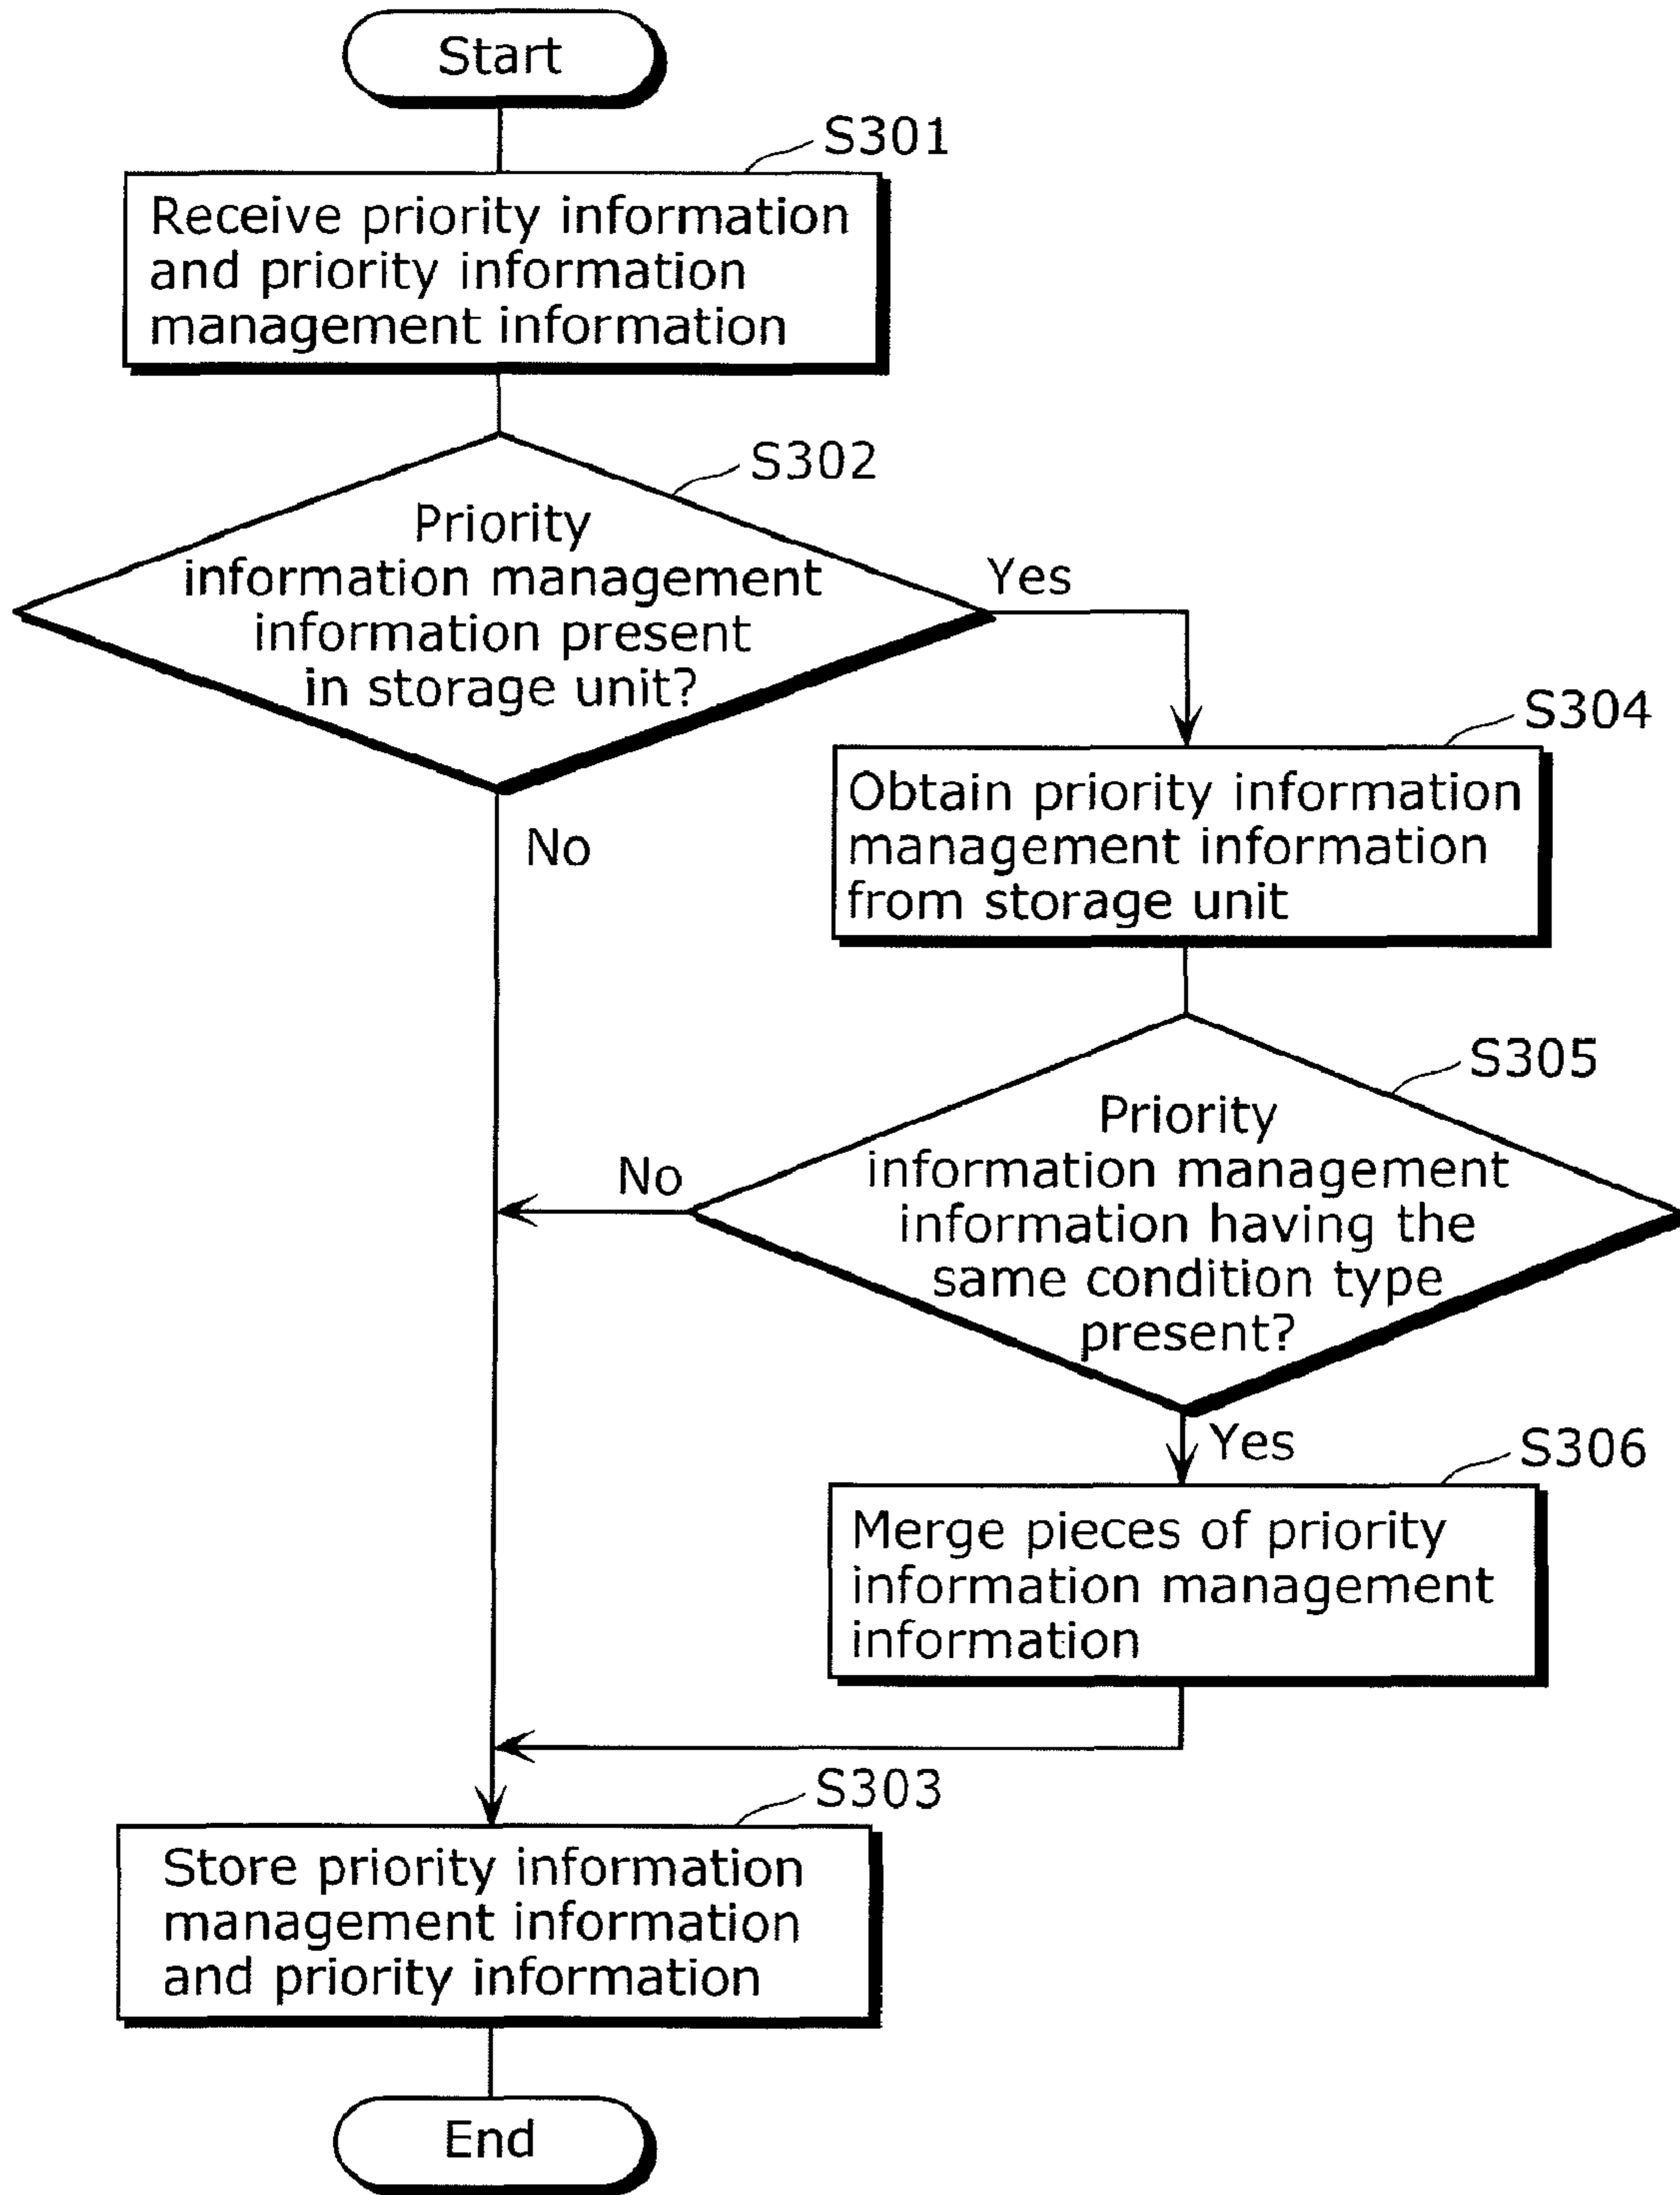 Start
S301
Receive priority information
and priority information
management information
S302
Priority
information management
information present
in storage unit?
Yes
No
S304
Obtain priority information
management information
from storage unit
S305
Priority
information management
information having the
same condition type
present?
No
Yes
S306
Merge pieces of priority
information management
information
S303
Store priority information
management information
and priority information
End